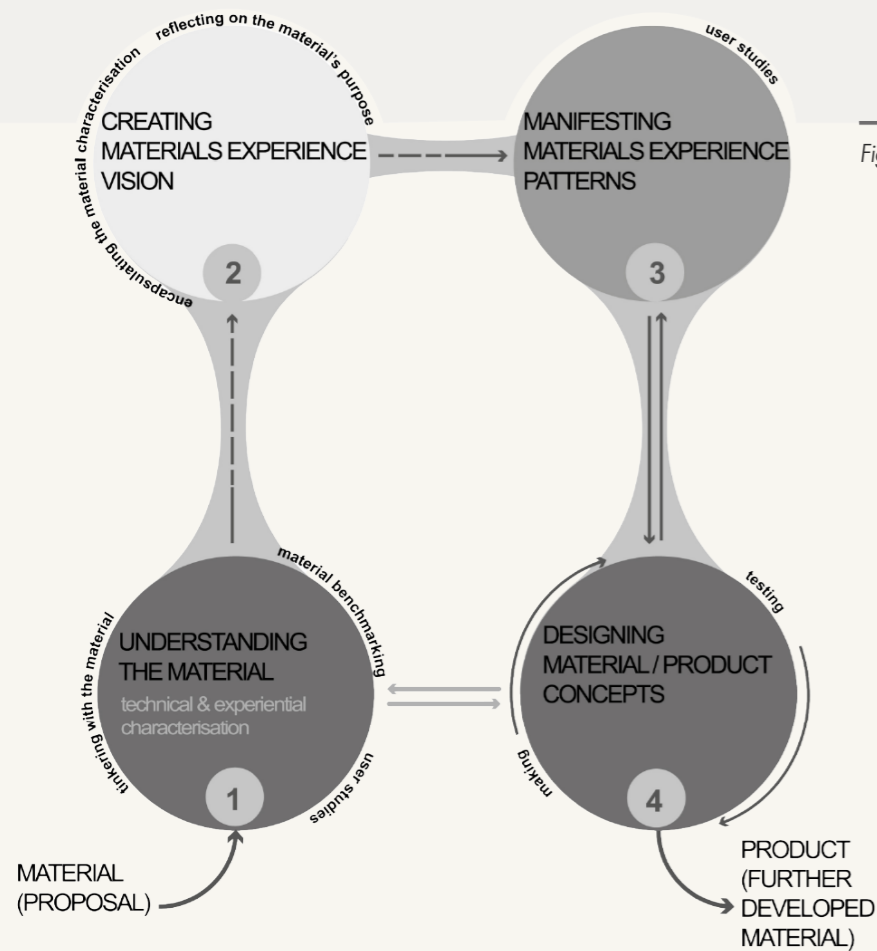 reflecting on the material's purpose
encapsulating the material characterisation
CREATING
MATERIALS EXPERIENCE
VISION
2
user studies
MANIFESTING
MATERIALS EXPERIENCE
PATTERNS
3
material benchmarking
tinkering with the material
user studies
UNDERSTANDING
THE MATERIAL
technical & experiential
characterisation
1
testing
making
DESIGNING
MATERIAL / PRODUCT
CONCEPTS
4
MATERIAL
(PROPOSAL)
PRODUCT
(FURTHER
DEVELOPED
MATERIAL)